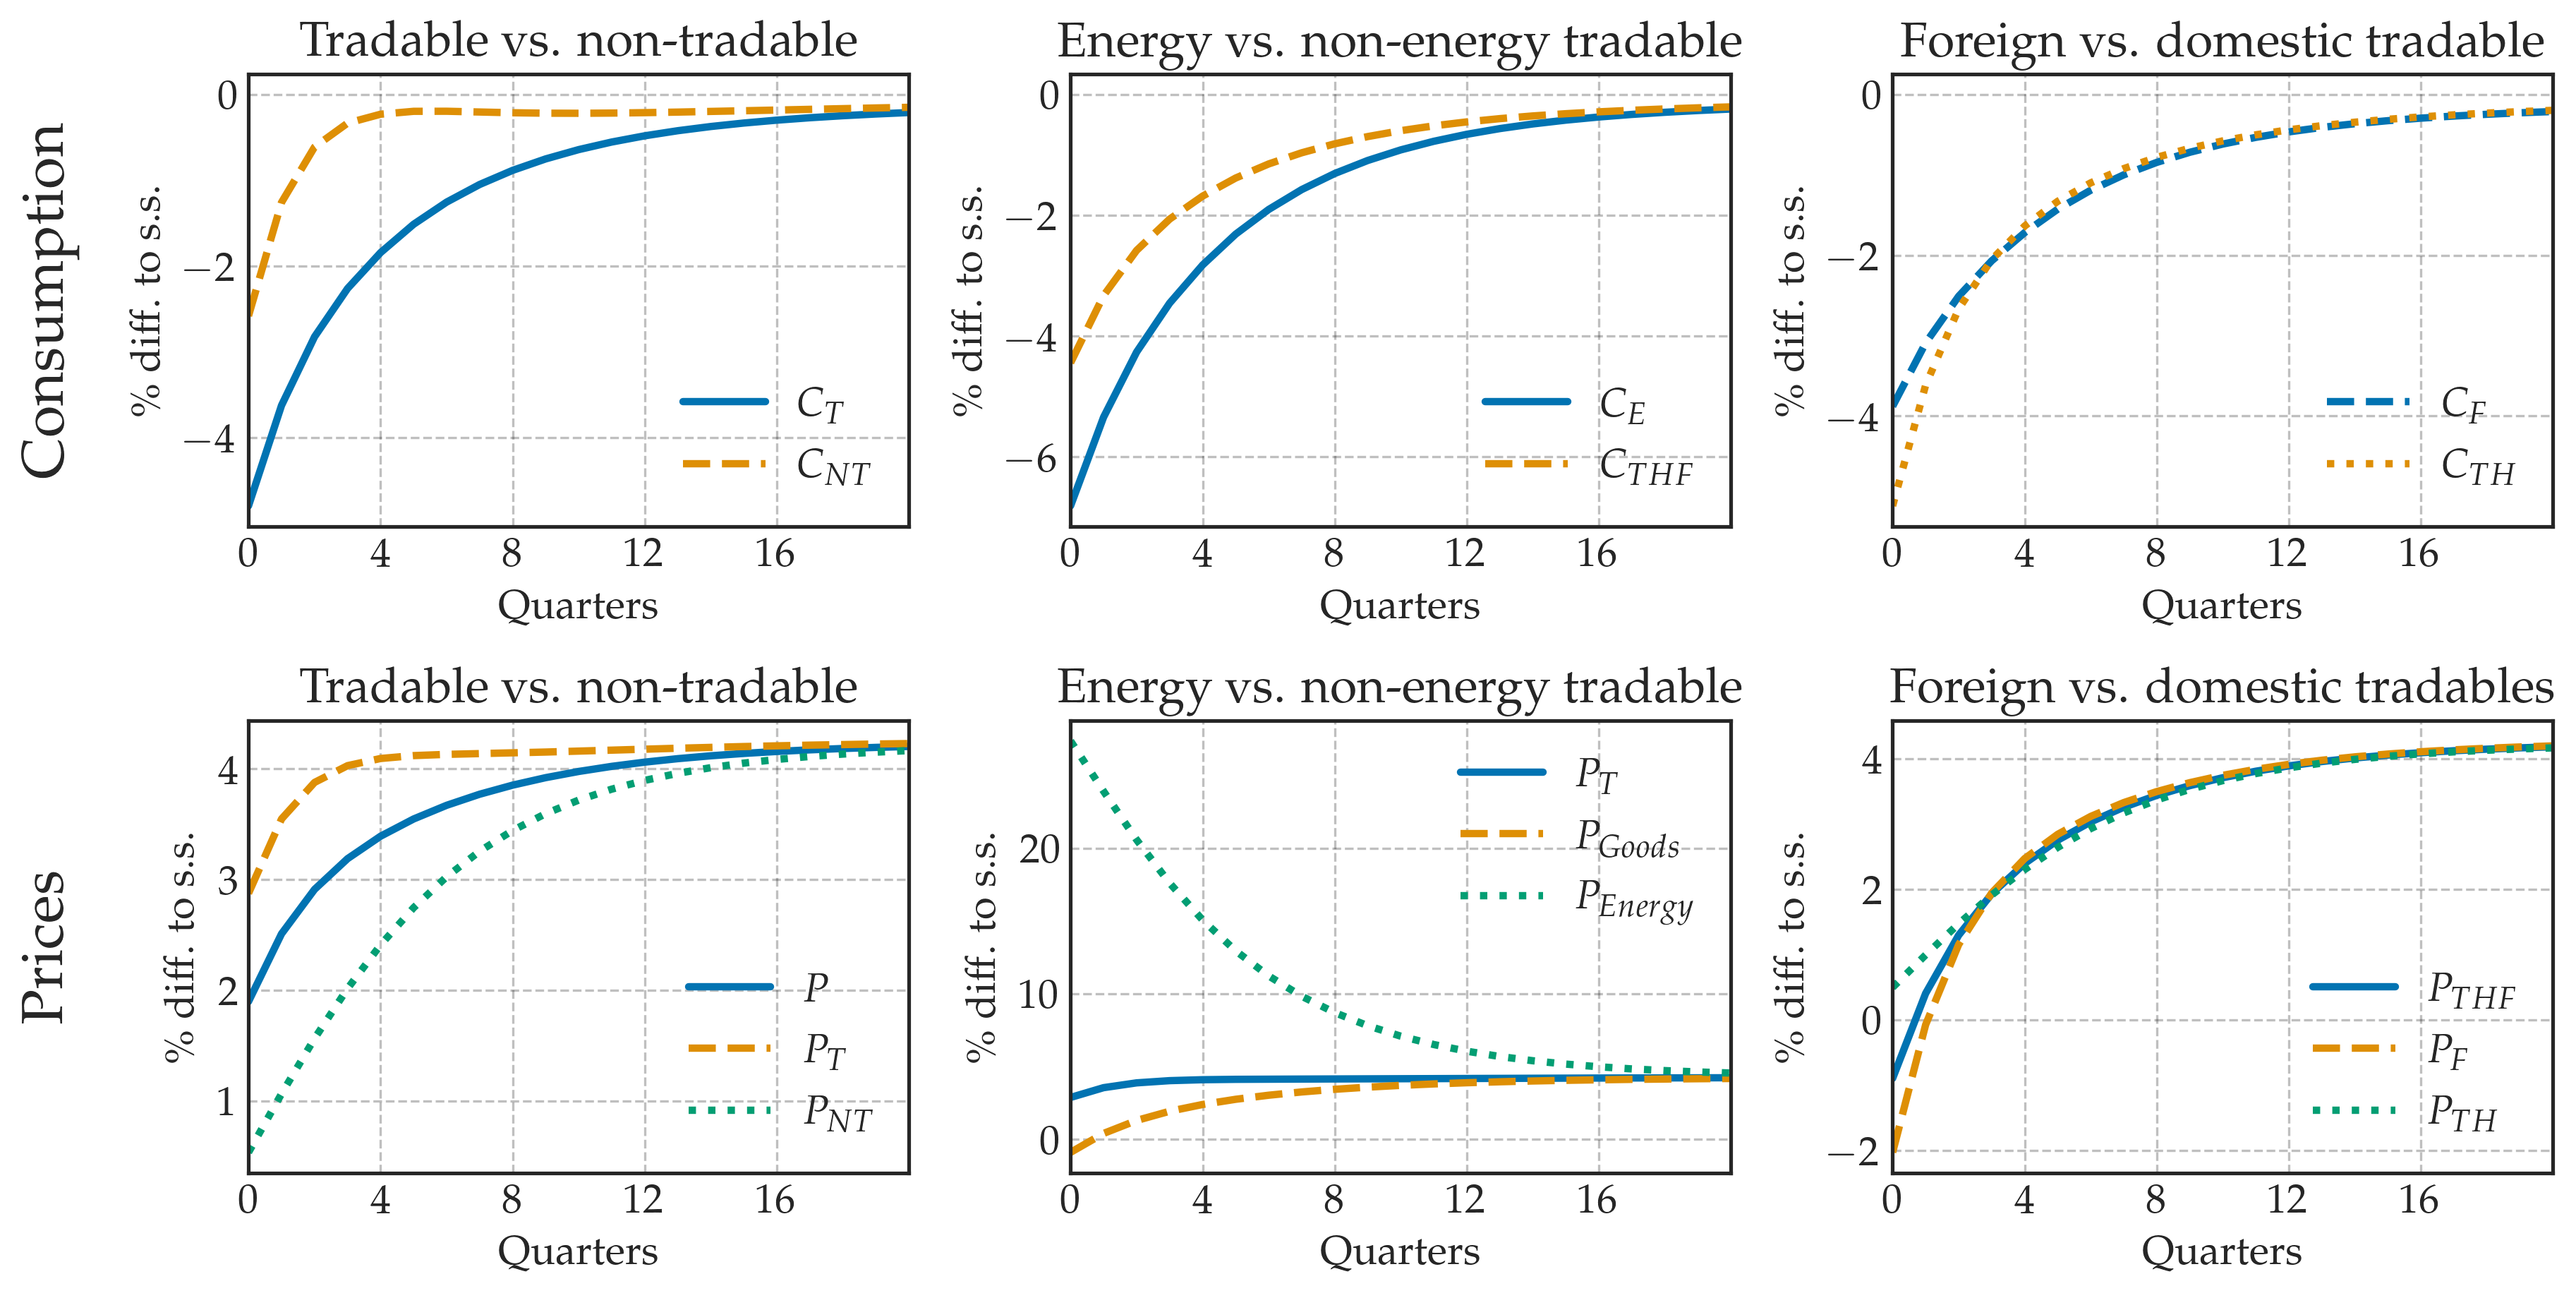 Consumption
Tradable vs. non-tradable
% diff. to s.s.
0
−2
−4
C_T
C_NT
0 4 8 12 16
Quarters
Energy vs. non-energy tradable
% diff. to s.s.
0
−2
−4
−6
C_E
C_THF
0 4 8 12 16
Quarters
Foreign vs. domestic tradable
% diff. to s.s.
0
−2
−4
C_F
C_TH
0 4 8 12 16
Quarters
Prices
Tradable vs. non-tradable
% diff. to s.s.
4
3
2
1
P
P_T
P_NT
0 4 8 12 16
Quarters
Energy vs. non-energy tradable
% diff. to s.s.
20
10
0
P_T
P_Goods
P_Energy
0 4 8 12 16
Quarters
Foreign vs. domestic tradables
% diff. to s.s.
4
2
0
−2
P_THF
P_F
P_TH
0 4 8 12 16
Quarters